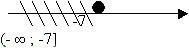 -7
(- ∞ ; -7]